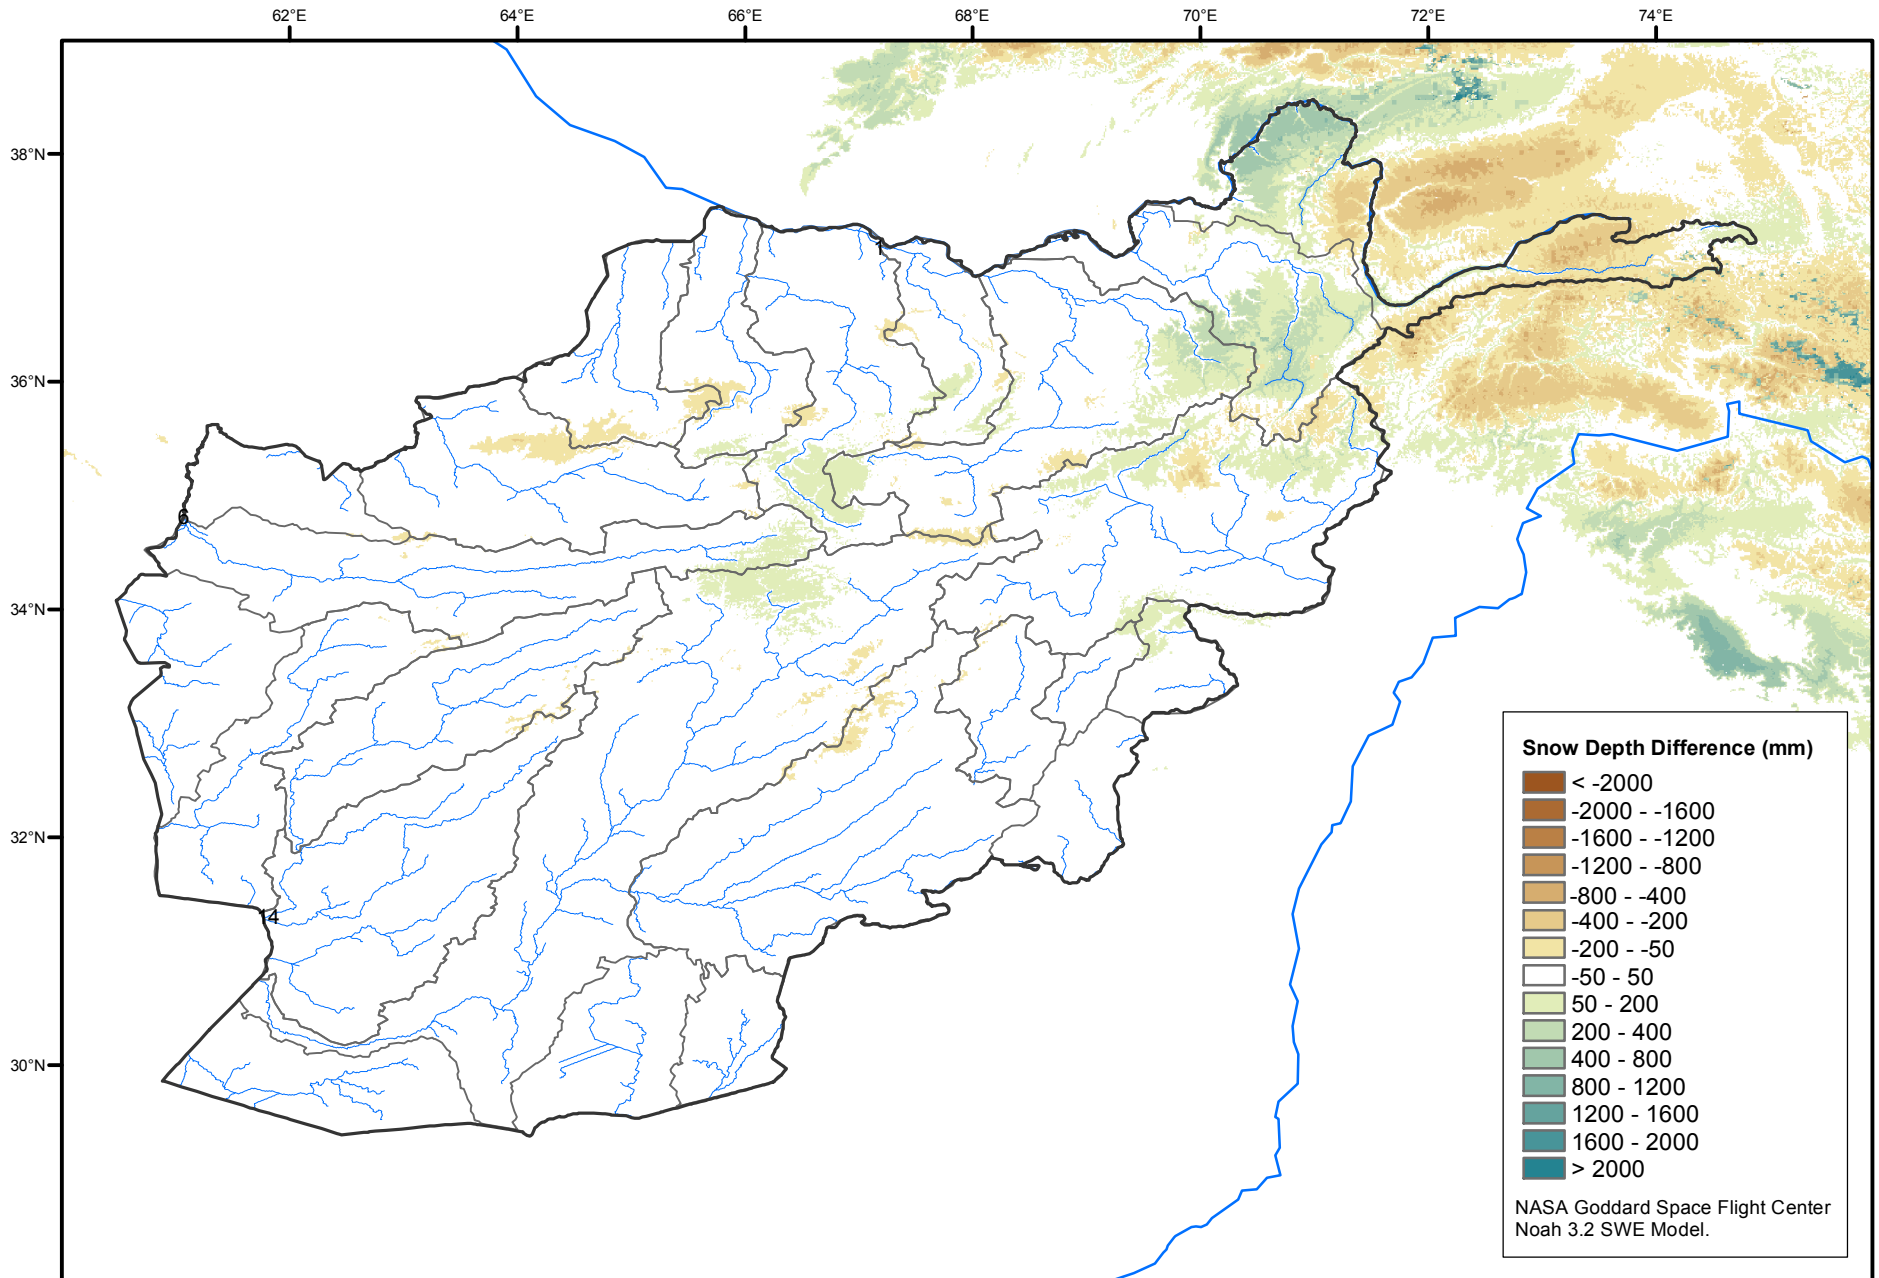 62°E 64°E 66°E 68°E 70°E 72°E 74°E
38°N
1
36°N
6
34°N
32°N
14
30°N
Snow Depth Difference (mm)
< -2000
-2000 - -1600
-1600 - -1200
-1200 - -800
-800 - -400
-400 - -200
-200 - -50
-50 - 50
50 - 200
200 - 400
400 - 800
800 - 1200
1200 - 1600
1600 - 2000
> 2000
NASA Goddard Space Flight Center
Noah 3.2 SWE Model.